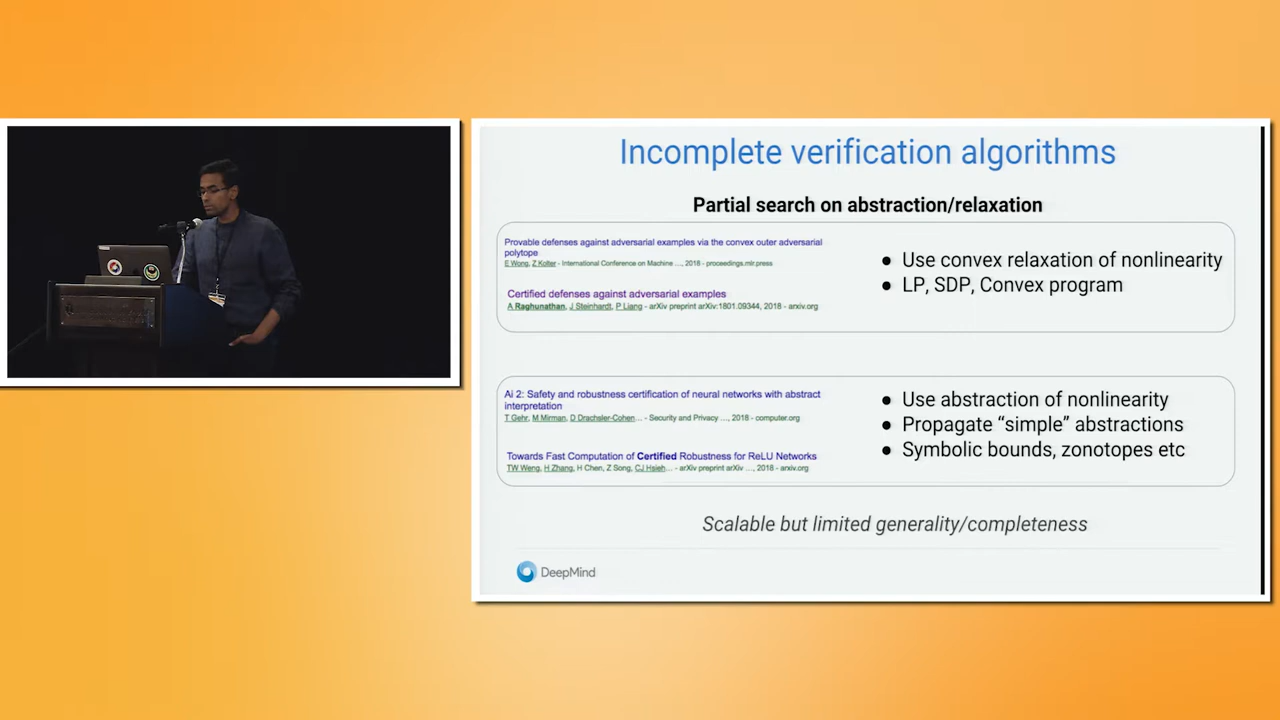 Incomplete verification algorithms
Partial search on abstraction/relaxation
Provable defenses against adversarial examples via the convex outer adversarial
polytope
E Wong, Z Kolter - International Conference on Machine ..., 2018 - proceedings.mlr.press
Certified defenses against adversarial examples
A Raghunathan, J Steinhardt, P Liang - arXiv preprint arXiv:1801.09344, 2018 - arxiv.org
● Use convex relaxation of nonlinearity
● LP, SDP, Convex program
Ai 2: Safety and robustness certification of neural networks with abstract
interpretation
T Gehr, M Mirman, D Drachsler-Cohen... - Security and Privacy ..., 2018 - computer.org
Towards Fast Computation of Certified Robustness for ReLU Networks
TW Weng, H Zhang, H Chen, Z Song, CJ Hsieh... - arXiv preprint arXiv ..., 2018 - arxiv.org
● Use abstraction of nonlinearity
● Propagate “simple” abstractions
● Symbolic bounds, zonotopes etc
Scalable but limited generality/completeness
DeepMind